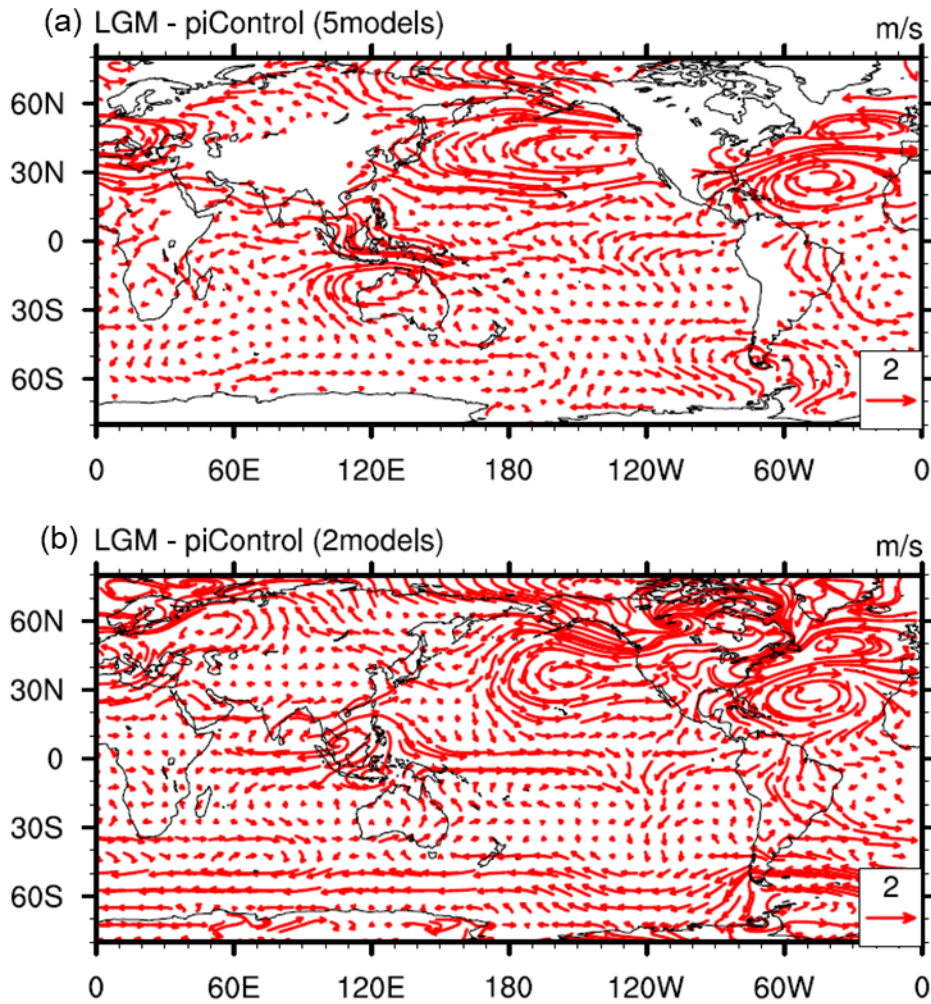 (a) LGM - piControl (5models) m/s
60N
30N
0
30S
60S
2
0 60E 120E 180 120W 60W 0
(b) LGM - piControl (2models) m/s
60N
30N
0
30S
60S
2
0 60E 120E 180 120W 60W 0